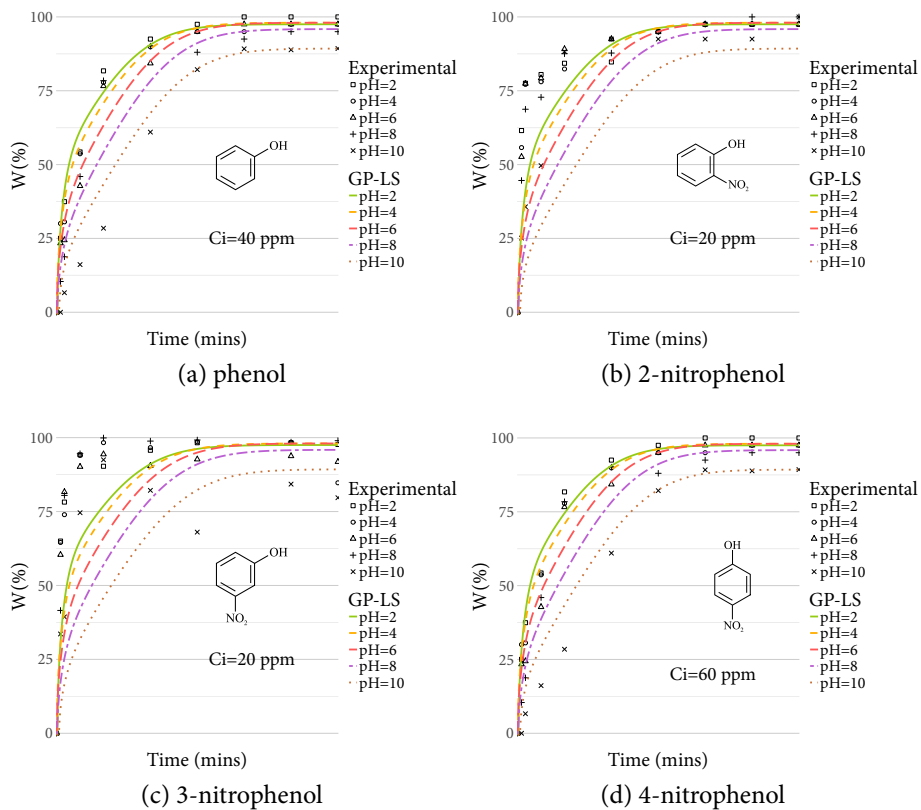 100
75
50
25
0
W(%)
OH
Ci=40 ppm
Time (mins)
Experimental
pH=2
pH=4
pH=6
pH=8
pH=10
GP-LS
pH=2
pH=4
pH=6
pH=8
pH=10
(a) phenol
100
75
50
25
0
W(%)
OH
NO₂
Ci=20 ppm
Time (mins)
Experimental
pH=2
pH=4
pH=6
pH=8
pH=10
GP-LS
pH=2
pH=4
pH=6
pH=8
pH=10
(b) 2-nitrophenol
100
75
50
25
0
W(%)
OH
NO₂
Ci=20 ppm
Time (mins)
Experimental
pH=2
pH=4
pH=6
pH=8
pH=10
GP-LS
pH=2
pH=4
pH=6
pH=8
pH=10
(c) 3-nitrophenol
100
75
50
25
0
W(%)
OH
NO₂
Ci=60 ppm
Time (mins)
Experimental
pH=2
pH=4
pH=6
pH=8
pH=10
GP-LS
pH=2
pH=4
pH=6
pH=8
pH=10
(d) 4-nitrophenol